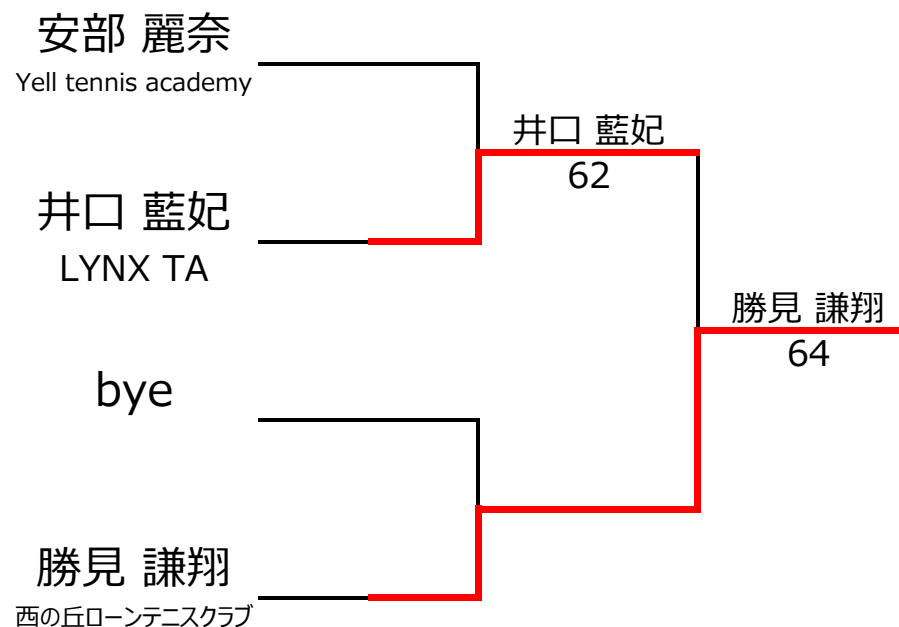 安部 麗奈
Yell tennis academy
井口 藍妃
LYNX TA
bye
勝見 謙翔
西の丘ローンテニスクラブ
井口 藍妃
62
勝見 謙翔
64